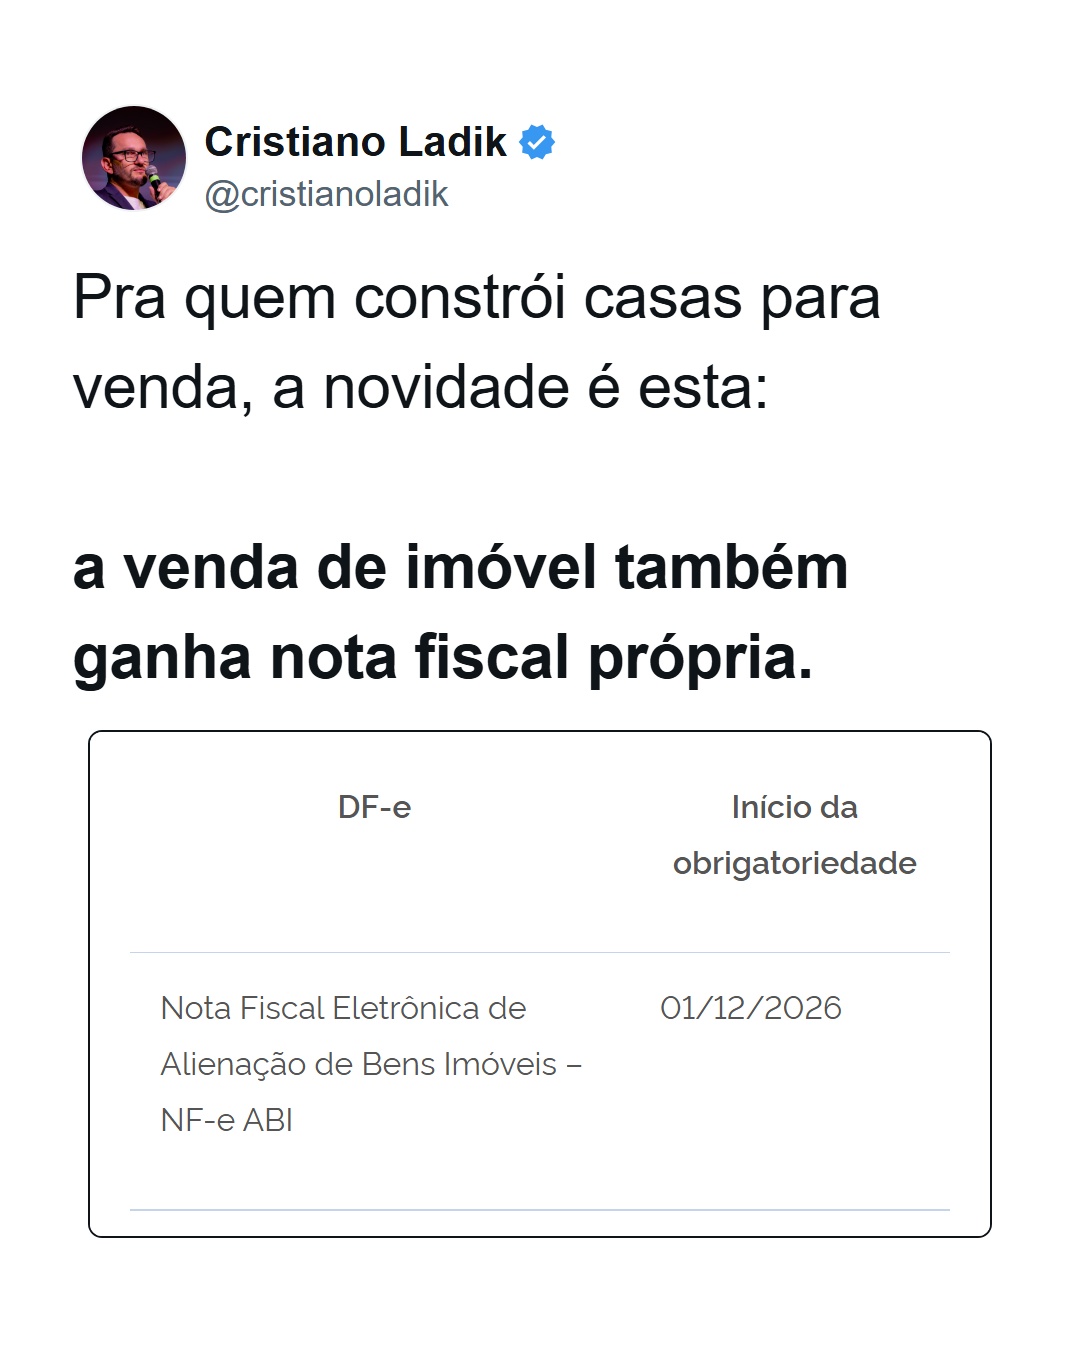 Cristiano Ladik
@cristianoladik
Pra quem constrói casas para
venda, a novidade é esta:
a venda de imóvel também
ganha nota fiscal própria.
DF-e
Início da
obrigatoriedade
Nota Fiscal Eletrônica de
Alienação de Bens Imóveis –
NF-e ABI
01/12/2026